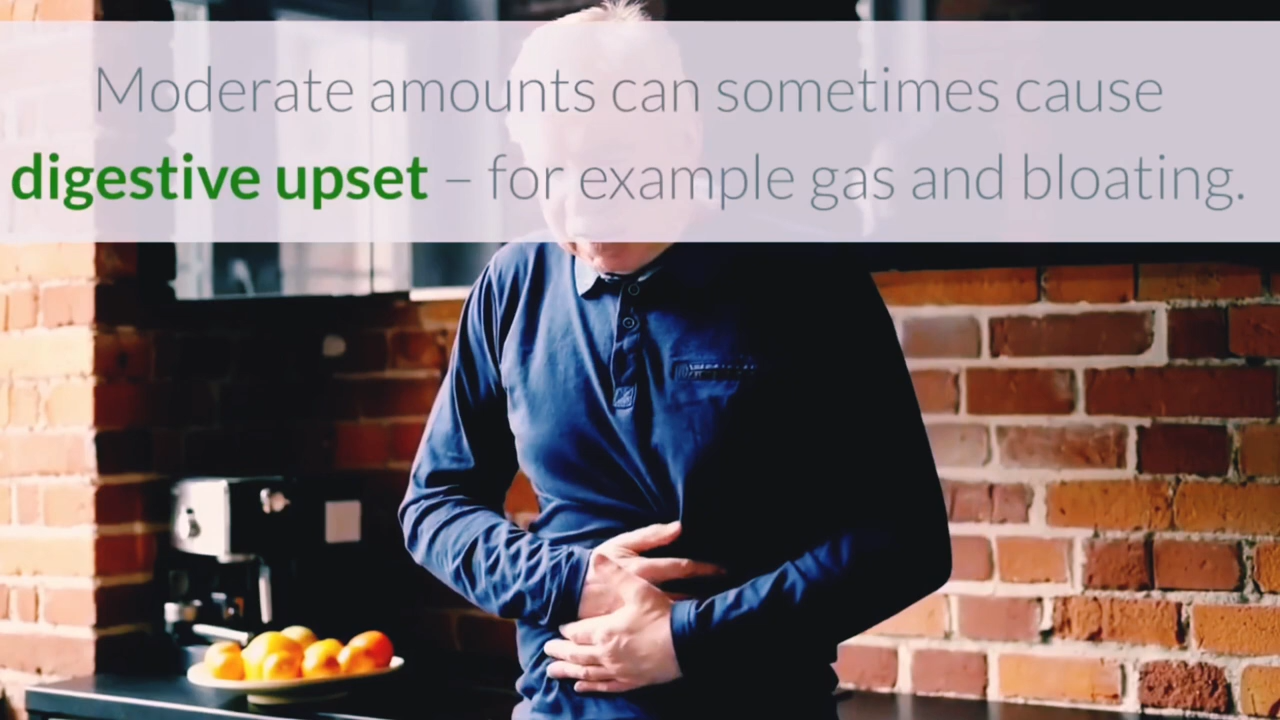 Moderate amounts can sometimes cause
digestive upset – for example gas and bloating.